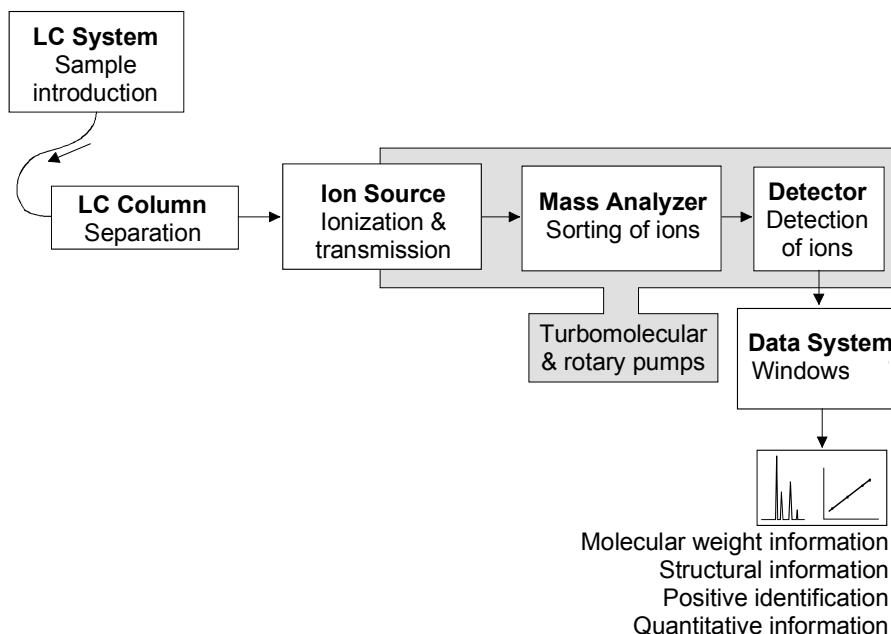 LC System
Sample
introduction
LC Column
Separation
Ion Source
Ionization &
transmission
Mass Analyzer
Sorting of ions
Detector
Detection
of ions
Turbomolecular
& rotary pumps
Data System
Windows
Molecular weight information
Structural information
Positive identification
Quantitative information